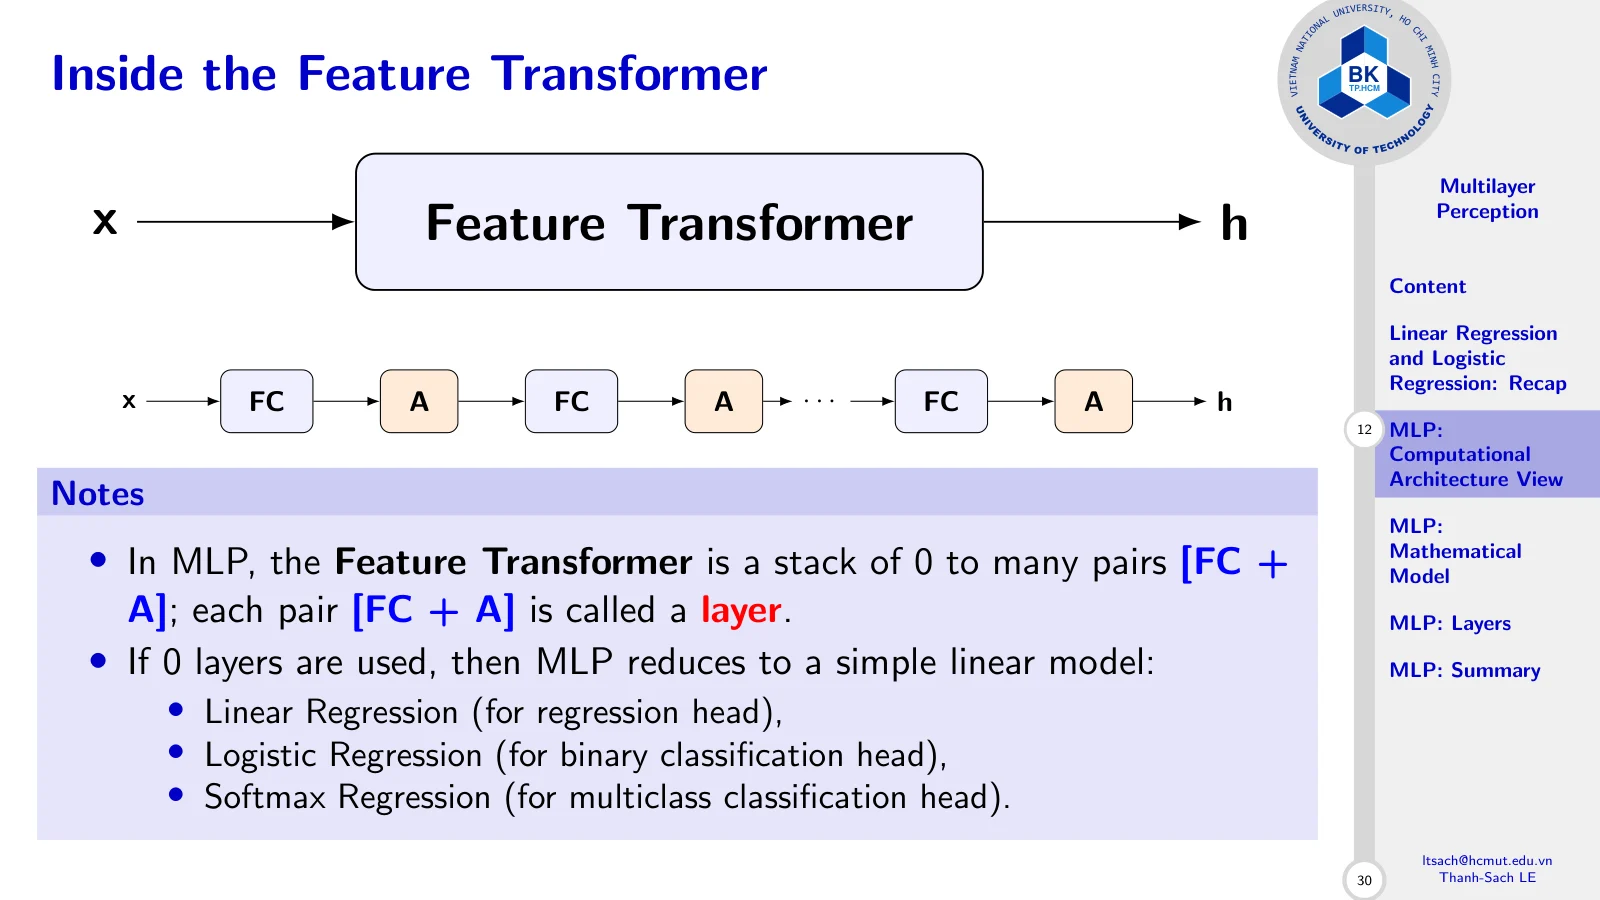 Inside the Feature Transformer
x
Feature Transformer
h
x FC A FC A ··· FC A h
Notes
• In MLP, the Feature Transformer is a stack of 0 to many pairs [FC +
A]; each pair [FC + A] is called a layer.
• If 0 layers are used, then MLP reduces to a simple linear model:
• Linear Regression (for regression head),
• Logistic Regression (for binary classification head),
• Softmax Regression (for multiclass classification head).
VIETNAM NATIONAL UNIVERSITY, HO CHI MINH CITY
BK
TP.HCM
UNIVERSITY OF TECHNOLOGY
Multilayer
Perception
Content
Linear Regression
and Logistic
Regression: Recap
12
MLP:
Computational
Architecture View
MLP:
Mathematical
Model
MLP: Layers
MLP: Summary
ltsach@hcmut.edu.vn
Thanh-Sach LE
30